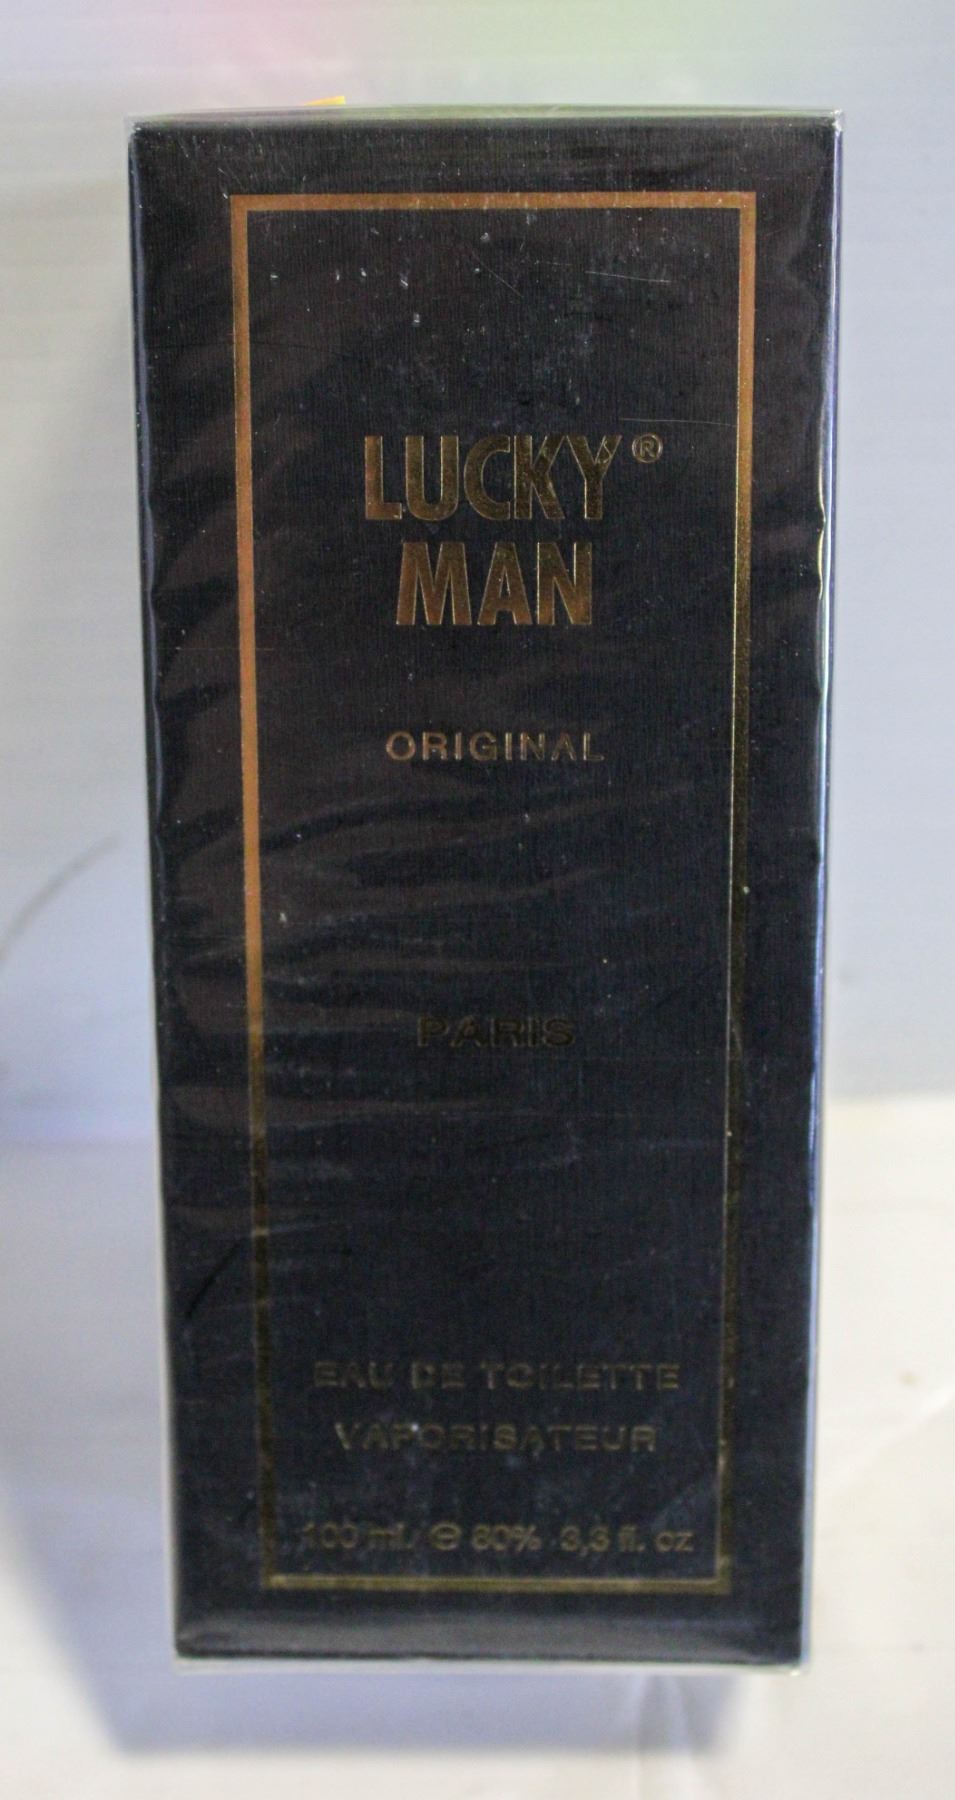 LUCKY®
MAN
ORIGINAL
PARIS
EAU DE TOILETTE
VAPORISATEUR
100 ml. ℮ 80% 3,3 fl. oz